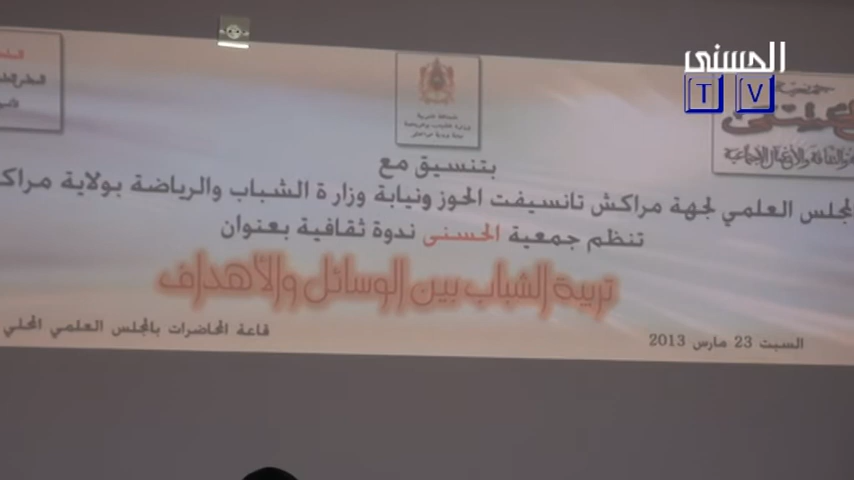 الحسنى
TV
بتنسيق مع
المجلس العلمي لجهة مراكش تانسيفت الحوز ونيابة وزارة الشباب والرياضة بولاية
تنظم جمعية الحسنى ندوة ثقافية بعنوان
تربية الشباب بين الوسائل والأهداف
السبت 23 مارس 2013
قاعة المحاضرات بالمجلس العلمي المحلي